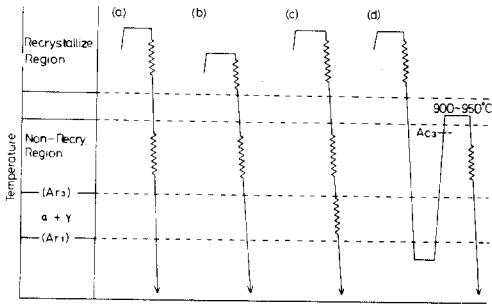 (a)
(b)
(c)
(d)
Recrystallize
Region
900~950°C
Ac3
Non-Recry.
Region
Temperature
(Ar3)
α + γ
(Ar1)